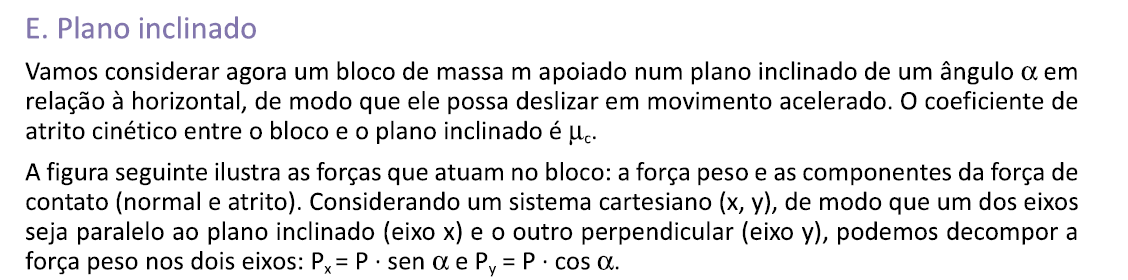 E. Plano inclinado
Vamos considerar agora um bloco de massa m apoiado num plano inclinado de um ângulo α em
relação à horizontal, de modo que ele possa deslizar em movimento acelerado. O coeficiente de
atrito cinético entre o bloco e o plano inclinado é μc.
A figura seguinte ilustra as forças que atuam no bloco: a força peso e as componentes da força de
contato (normal e atrito). Considerando um sistema cartesiano (x, y), de modo que um dos eixos
seja paralelo ao plano inclinado (eixo x) e o outro perpendicular (eixo y), podemos decompor a
força peso nos dois eixos: Px = P · sen α e Py = P · cos α.